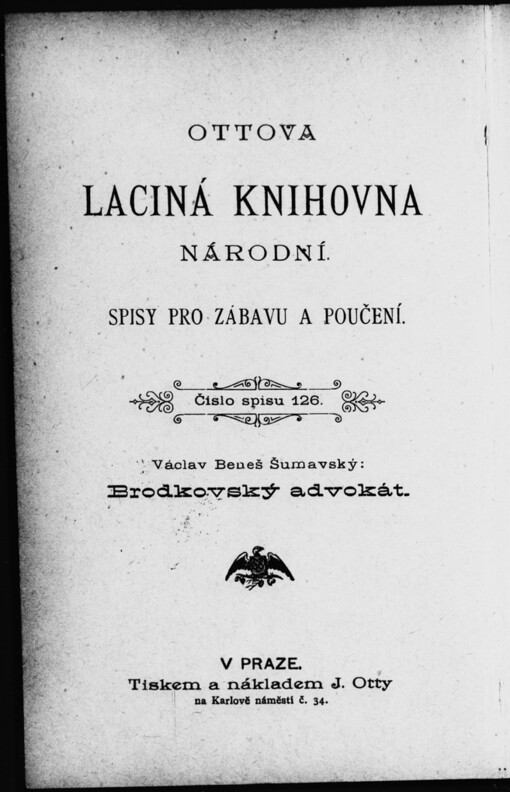 OTTOVA
LACINÁ KNIHOVNA
NÁRODNÍ.
SPISY PRO ZÁBAVU A POUČENÍ.
Číslo spisu 126.
Václav Beneš Šumavský:
Brodkovský advokát.
V PRAZE.
Tiskem a nákladem J. Otty
na Karlově náměstí č. 34.